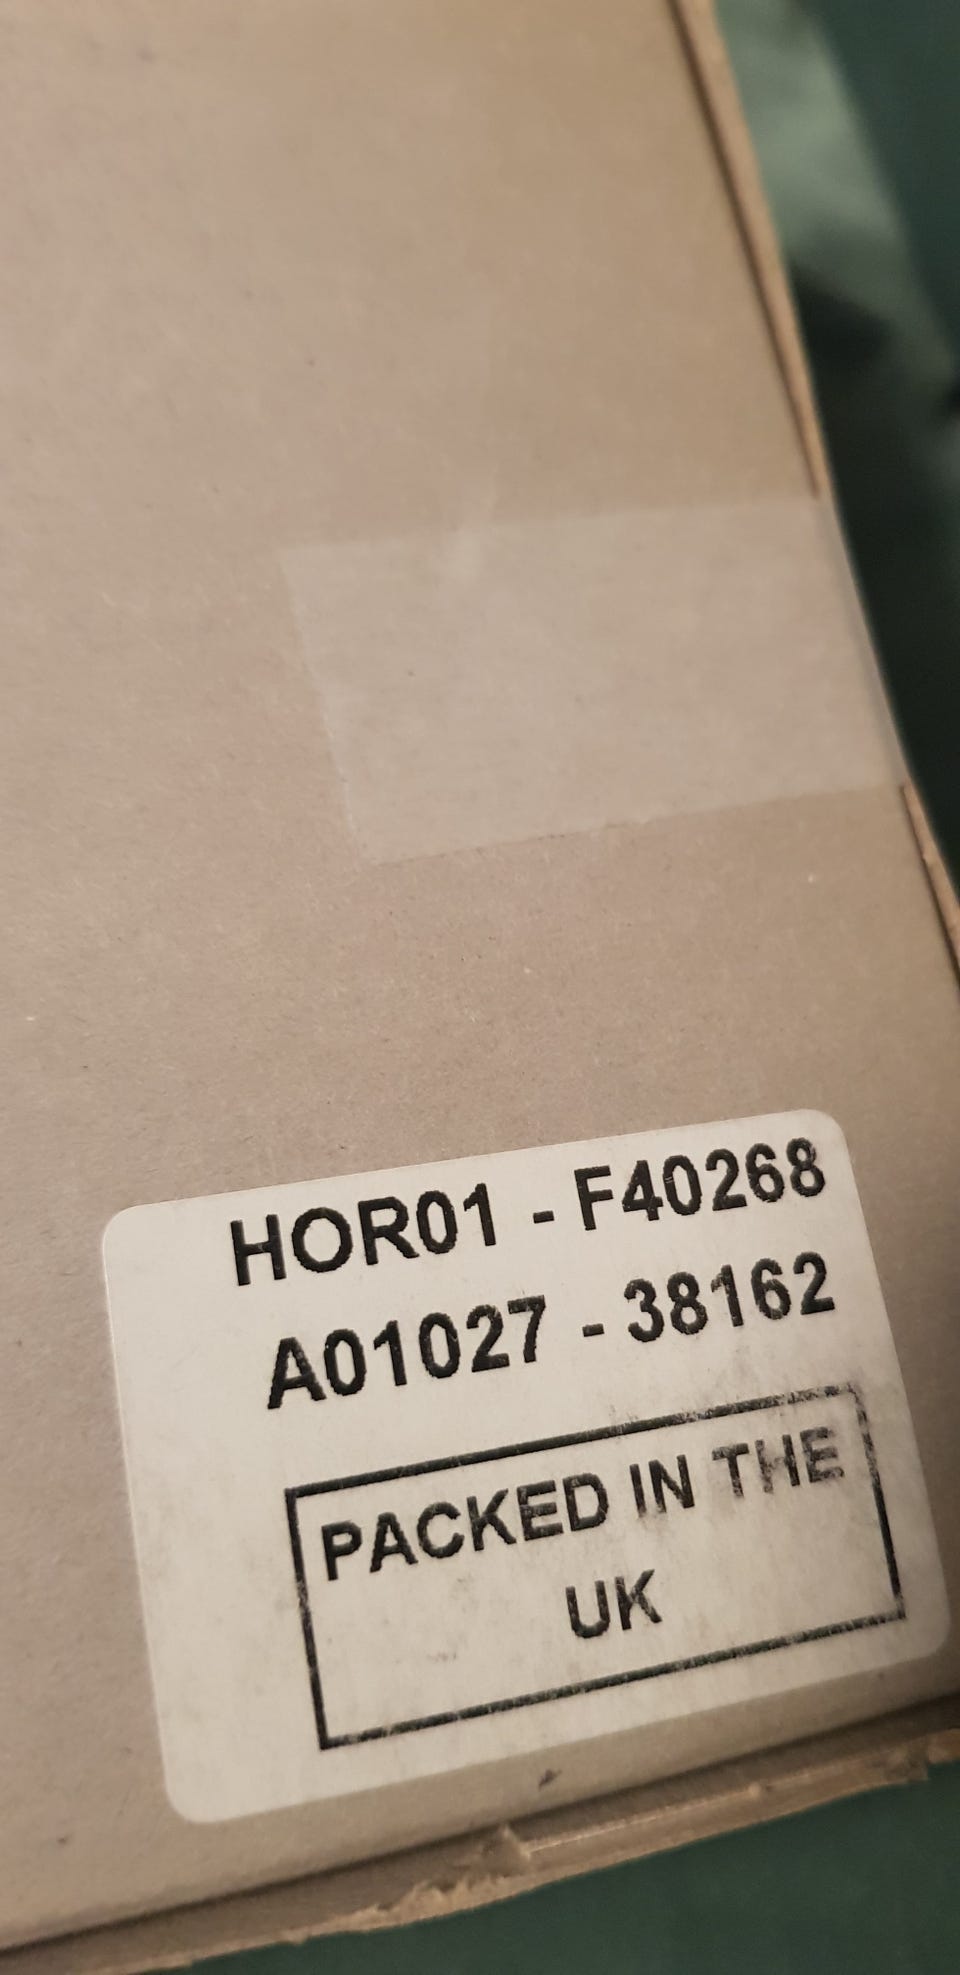 HOR01 - F40268
A01027 - 38162
PACKED IN THE
UK